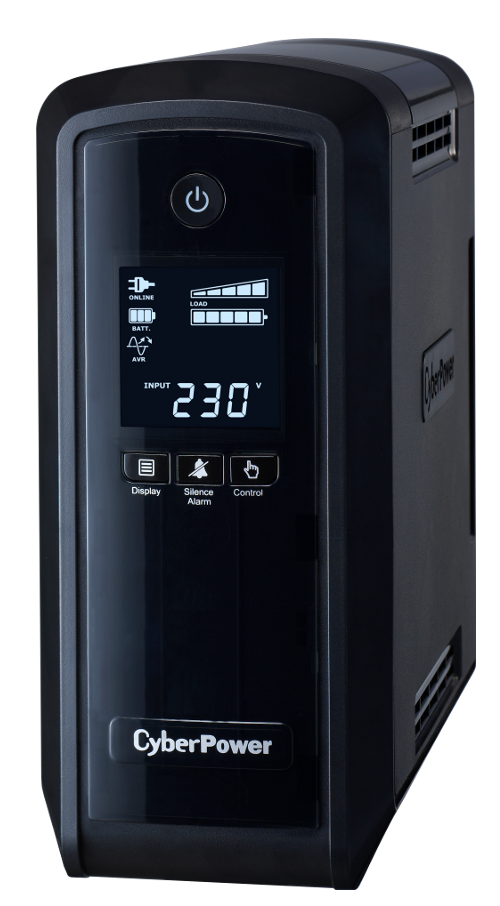 ONLINE
LOAD
BATT.
AVR
INPUT 230 V
Display
Silence
Alarm
Control
CyberPower
CyberPower